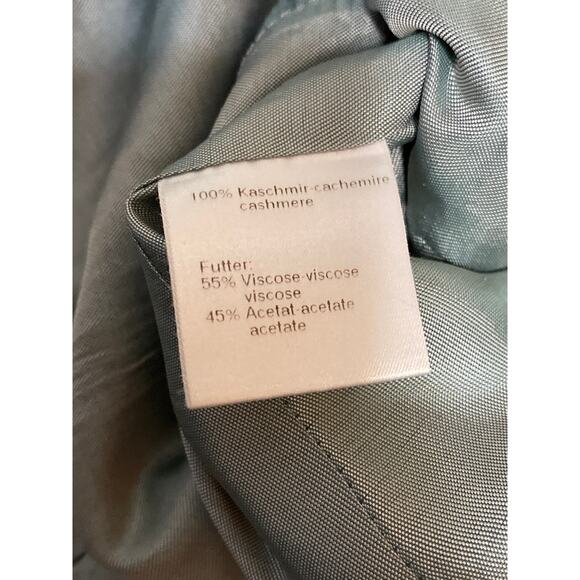 100% Kaschmir-cachemire
cashmere
Futter:
55% Viscose-viscose
viscose
45% Acetat-acetate
acetate